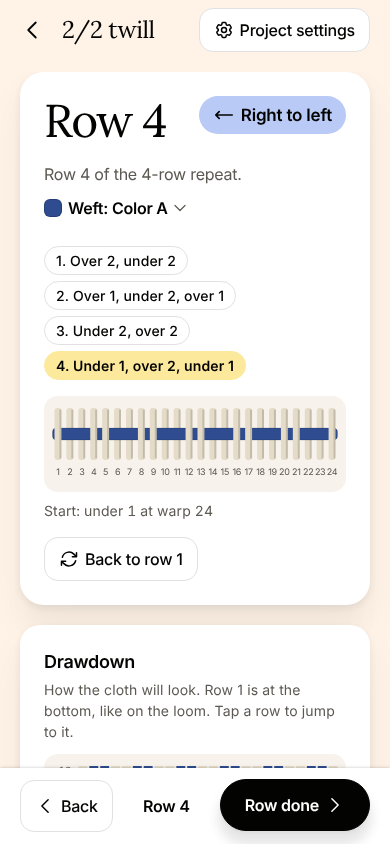 2/2 twill
Project settings
Row 4
Right to left
Row 4 of the 4-row repeat.
Weft: Color A
1. Over 2, under 2
2. Over 1, under 2, over 1
3. Under 2, over 2
4. Under 1, over 2, under 1
1 2 3 4 5 6 7 8 9 10 11 12 13 14 15 16 17 18 19 20 21 22 23 24
Start: under 1 at warp 24
Back to row 1
Drawdown
How the cloth will look. Row 1 is at the
bottom, like on the loom. Tap a row to jump
to it.
Back
Row 4
Row done